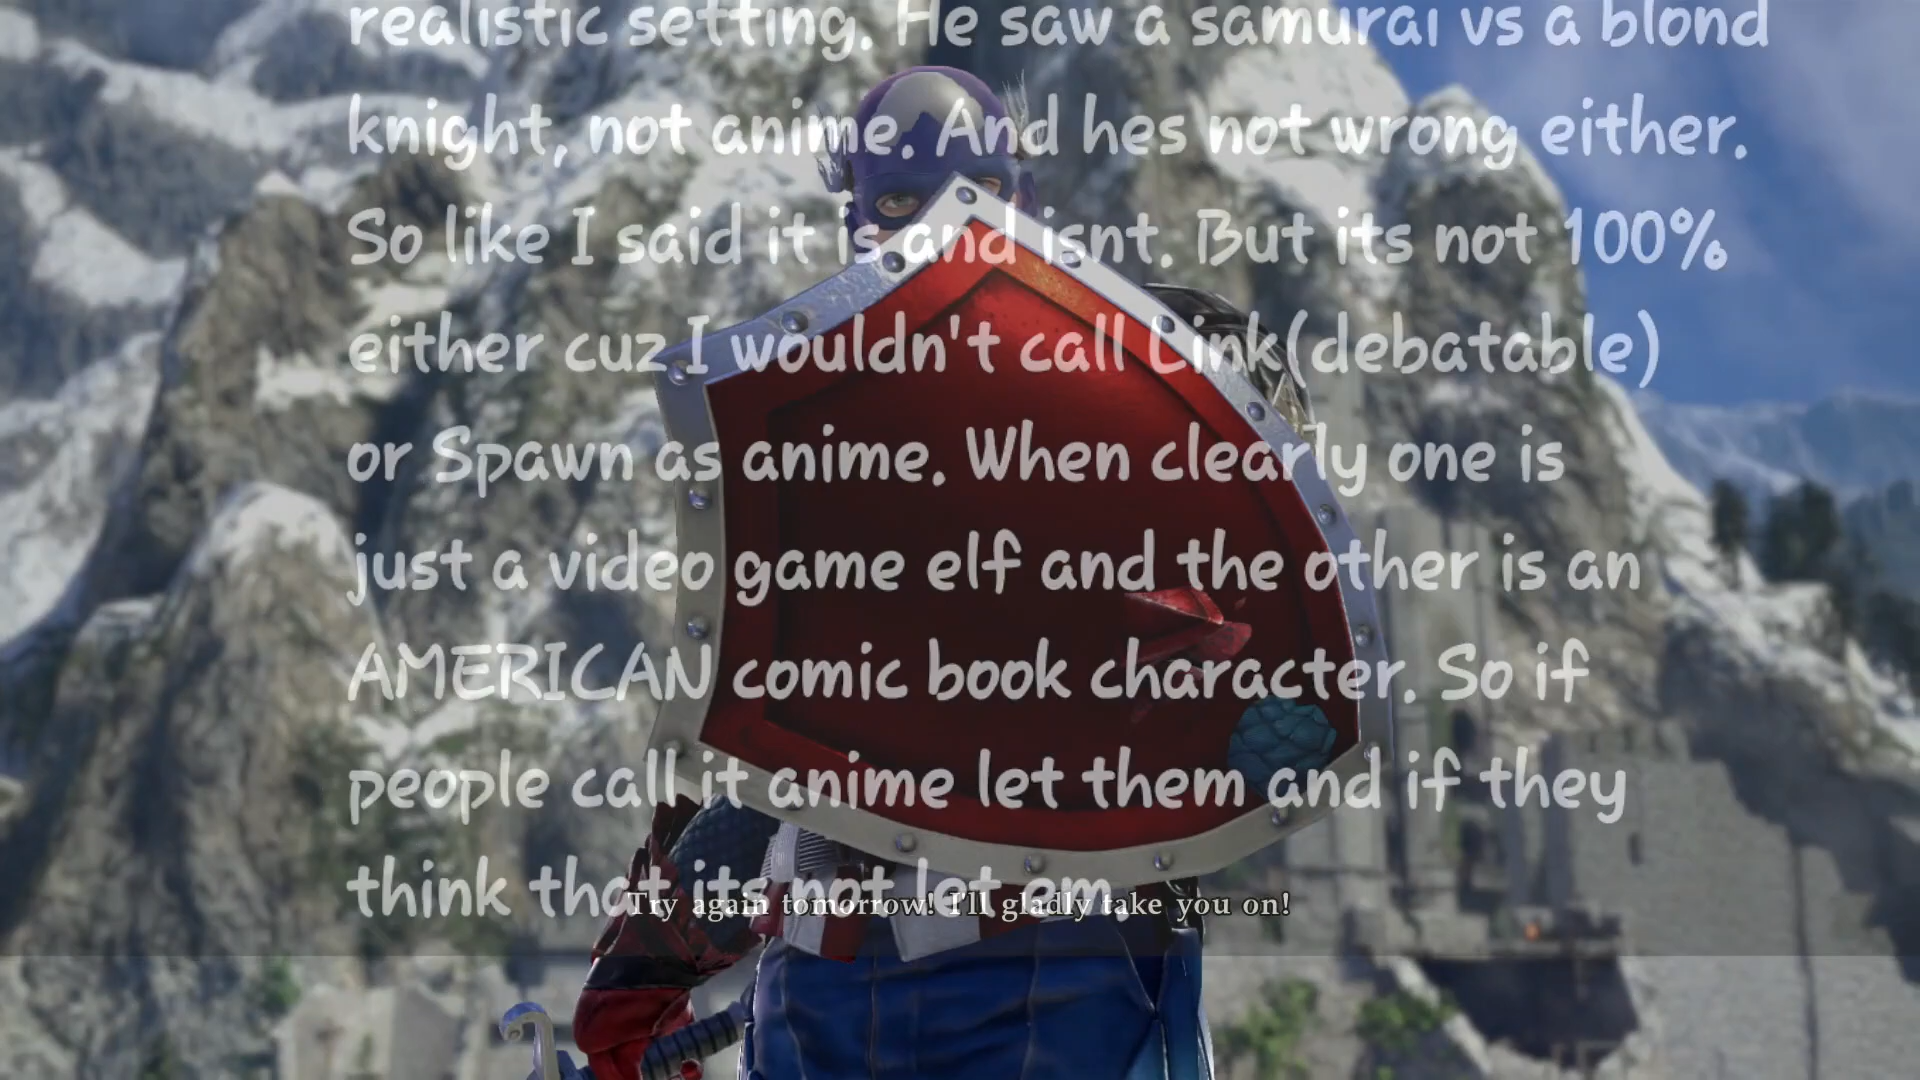 realistic setting. He saw a samurai vs a blond
knight, not anime. And hes not wrong either.
So like I said it is and isnt. But its not 100%
either cuz I wouldn't call Link(debatable)
or Spawn as anime. When clearly one is
just a video game elf and the other is an
AMERICAN comic book character. So if
people call it anime let them and if they
think that its not let em.
Try again tomorrow! I'll gladly take you on!